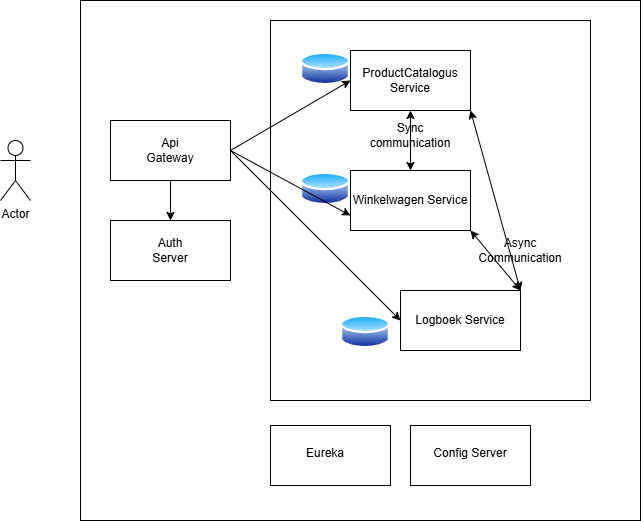 ProductCatalogus
Service
Api
Gateway
Sync
communication
Actor
Winkelwagen Service
Auth
Server
Async
Communication
Logboek Service
Eureka
Config Server